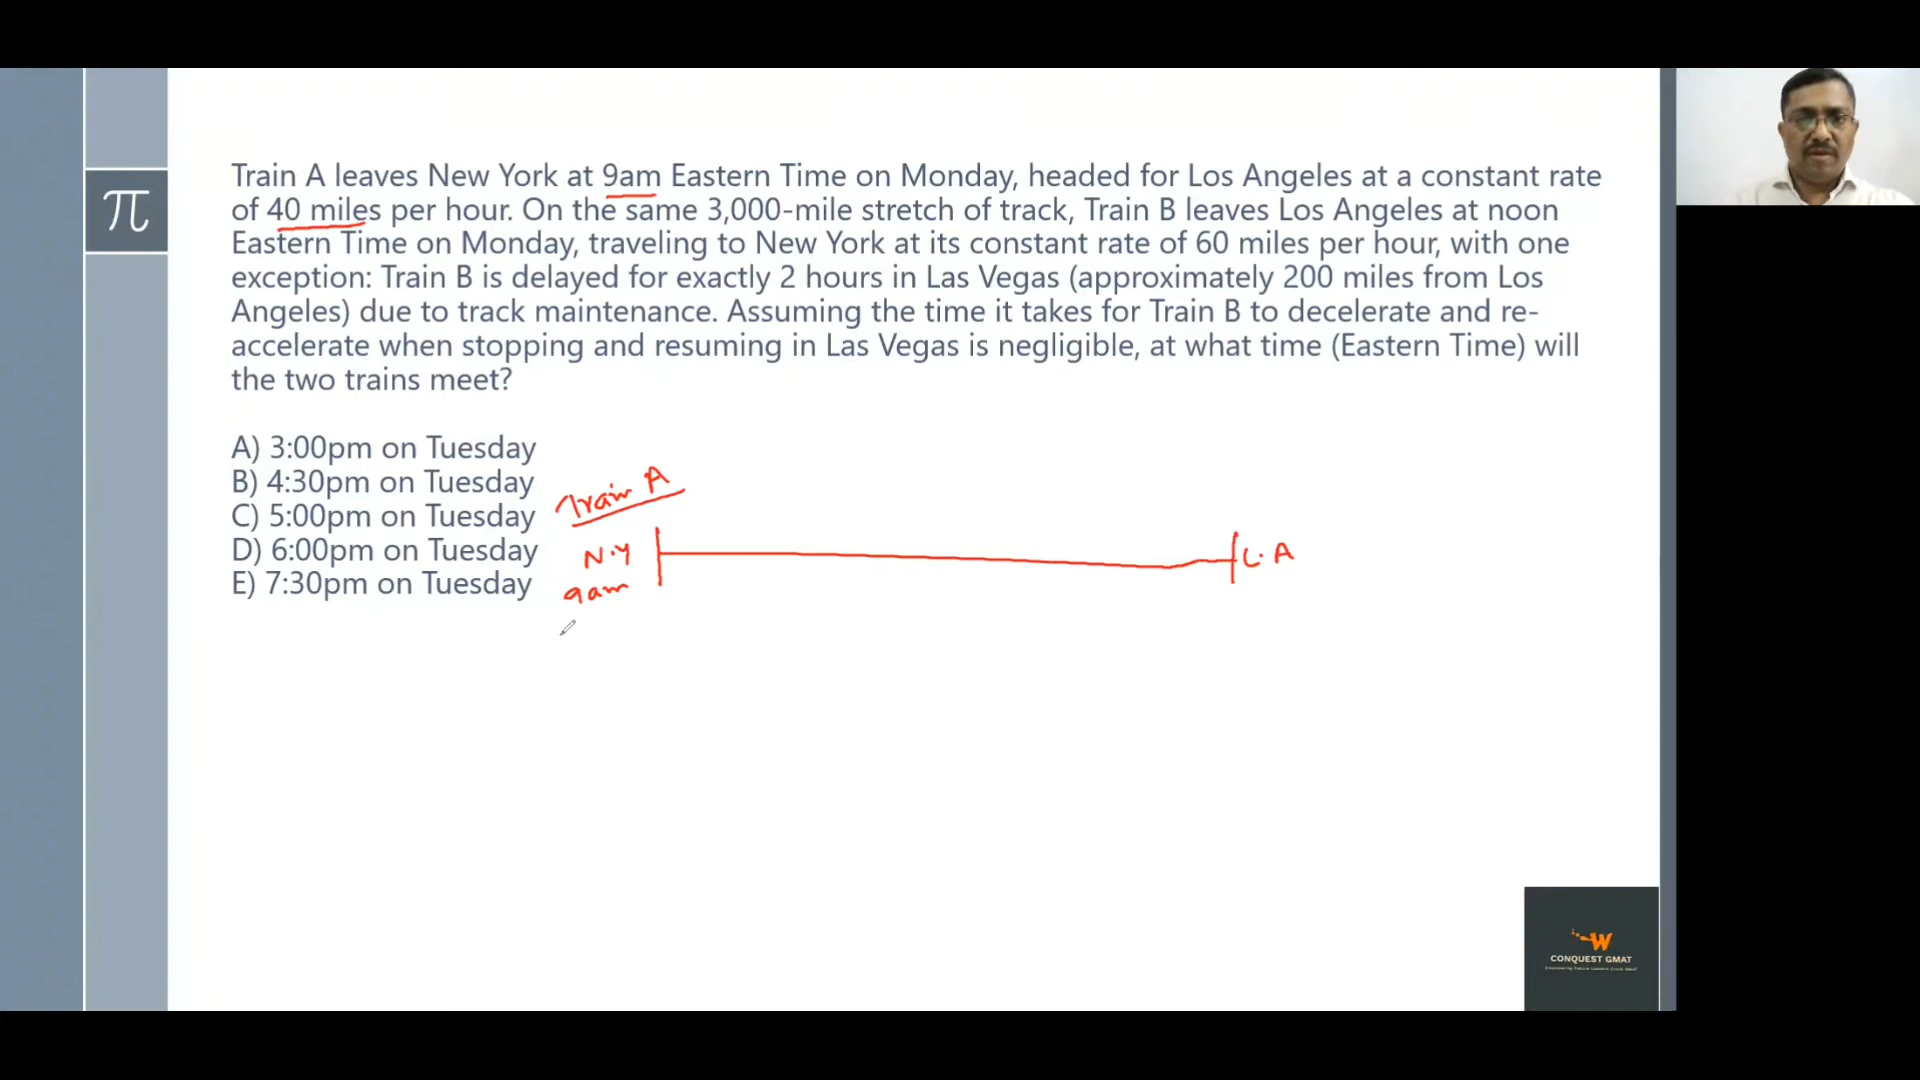 Train A leaves New York at 9am Eastern Time on Monday, headed for Los Angeles at a constant rate
of 40 miles per hour. On the same 3,000-mile stretch of track, Train B leaves Los Angeles at noon
Eastern Time on Monday, traveling to New York at its constant rate of 60 miles per hour, with one
exception: Train B is delayed for exactly 2 hours in Las Vegas (approximately 200 miles from Los
Angeles) due to track maintenance. Assuming the time it takes for Train B to decelerate and re-
accelerate when stopping and resuming in Las Vegas is negligible, at what time (Eastern Time) will
the two trains meet?
π
A) 3:00pm on Tuesday
B) 4:30pm on Tuesday
C) 5:00pm on Tuesday
D) 6:00pm on Tuesday
E) 7:30pm on Tuesday
Train A
N.Y
L.A
9am
W
CONQUEST GMAT